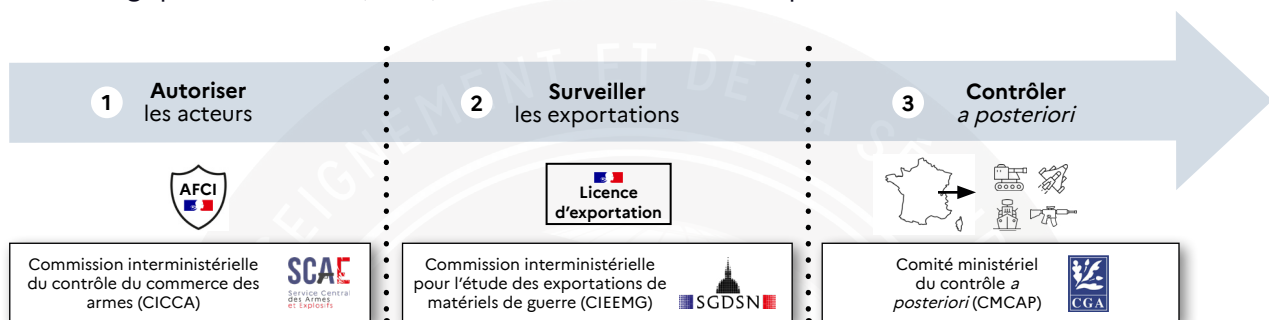 1
Autoriser
les acteurs
2
Surveiller
les exportations
3
Contrôler
a posteriori
AFCI
Licence
d'exportation
Commission interministérielle
du contrôle du commerce des
armes (CICCA)
SCAE
Service Central
des Armes
et Explosifs
Commission interministérielle
pour l'étude des exportations de
matériels de guerre (CIEEMG)
SGDSN
Comité ministériel
du contrôle a
posteriori (CMCAP)
CGA